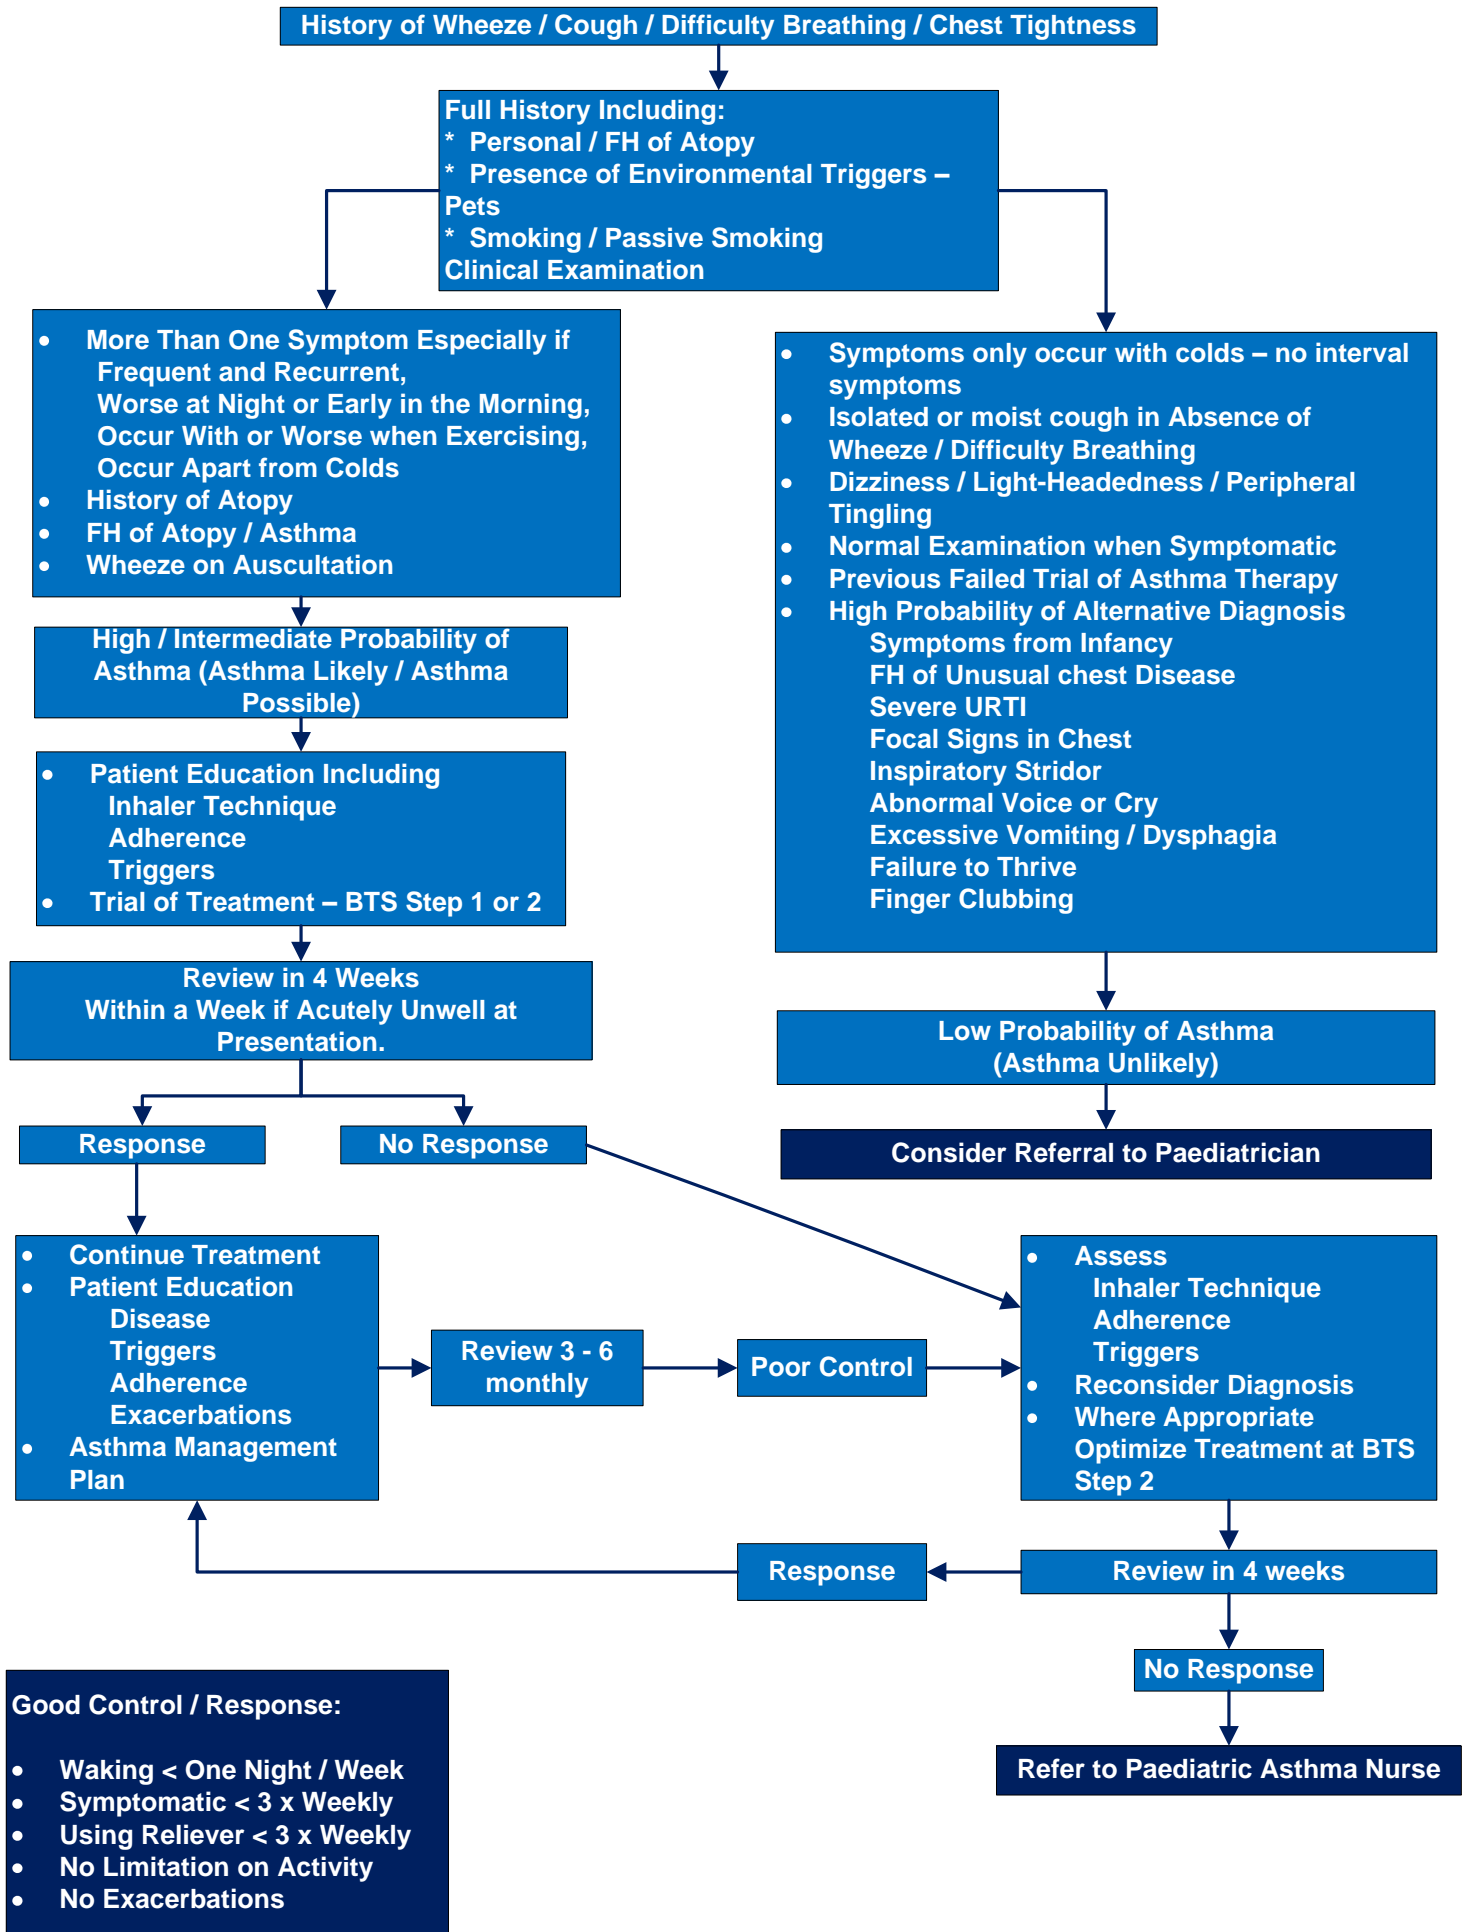 History of Wheeze / Cough / Difficulty Breathing / Chest Tightness
Full History Including:
* Personal / FH of Atopy
* Presence of Environmental Triggers –
Pets
* Smoking / Passive Smoking
Clinical Examination
• More Than One Symptom Especially if
Frequent and Recurrent,
Worse at Night or Early in the Morning,
Occur With or Worse when Exercising,
Occur Apart from Colds
• History of Atopy
• FH of Atopy / Asthma
• Wheeze on Auscultation
• Symptoms only occur with colds – no interval
symptoms
• Isolated or moist cough in Absence of
Wheeze / Difficulty Breathing
• Dizziness / Light-Headedness / Peripheral
Tingling
• Normal Examination when Symptomatic
• Previous Failed Trial of Asthma Therapy
• High Probability of Alternative Diagnosis
Symptoms from Infancy
FH of Unusual chest Disease
Severe URTI
Focal Signs in Chest
Inspiratory Stridor
Abnormal Voice or Cry
Excessive Vomiting / Dysphagia
Failure to Thrive
Finger Clubbing
High / Intermediate Probability of
Asthma (Asthma Likely / Asthma
Possible)
• Patient Education Including
Inhaler Technique
Adherence
Triggers
• Trial of Treatment – BTS Step 1 or 2
Review in 4 Weeks
Within a Week if Acutely Unwell at
Presentation.
Low Probability of Asthma
(Asthma Unlikely)
Response
No Response
Consider Referral to Paediatrician
• Continue Treatment
• Patient Education
Disease
Triggers
Adherence
Exacerbations
• Asthma Management
Plan
Review 3 - 6
monthly
Poor Control
• Assess
Inhaler Technique
Adherence
Triggers
• Reconsider Diagnosis
• Where Appropriate
Optimize Treatment at BTS
Step 2
Response
Review in 4 weeks
No Response
Refer to Paediatric Asthma Nurse
Good Control / Response:
• Waking < One Night / Week
• Symptomatic < 3 x Weekly
• Using Reliever < 3 x Weekly
• No Limitation on Activity
• No Exacerbations